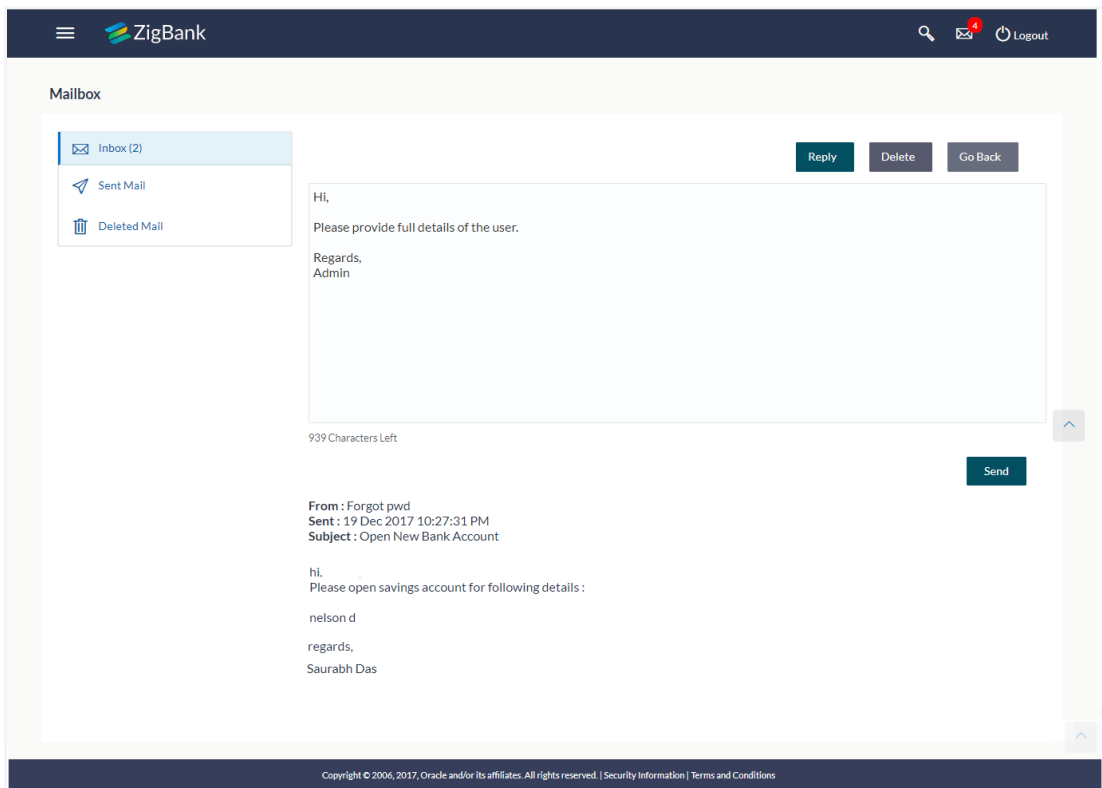 ZigBank
4
Logout
Mailbox
Inbox (2)
Sent Mail
Deleted Mail
Reply
Delete
Go Back
Hi,
Please provide full details of the user.
Regards,
Admin
939 Characters Left
Send
From : Forgot pwd
Sent : 19 Dec 2017 10:27:31 PM
Subject : Open New Bank Account
hi,
Please open savings account for following details :
nelson d
regards,
Saurabh Das
Copyright © 2006, 2017, Oracle and/or its affiliates. All rights reserved. | Security Information | Terms and Conditions